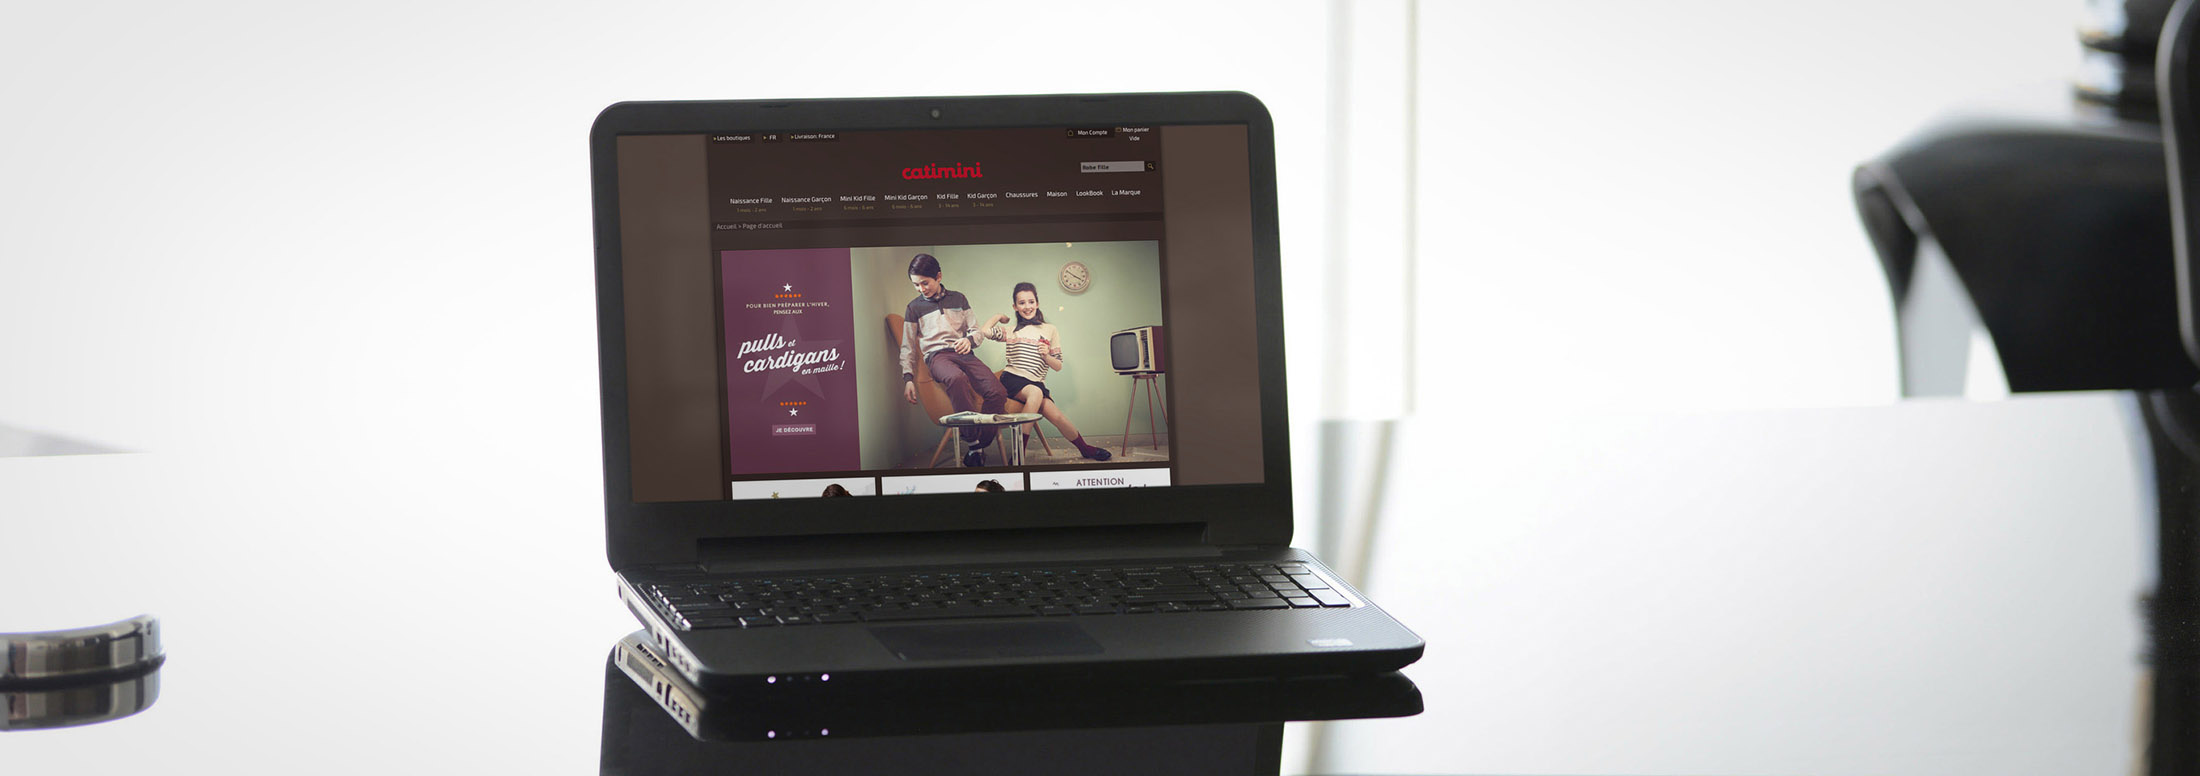 » Les boutiques
» FR
» Livraison: France
Mon Compte
Mon panier
Vide
catimini
Robe fille
Naissance Fille
Naissance Garçon
Mini Kid Fille
Mini Kid Garçon
Kid Fille
Kid Garçon
Chaussures
Maison
LookBook
La Marque
1 mois - 2 ans
1 mois - 2 ans
6 mois - 6 ans
6 mois - 6 ans
3 - 14 ans
3 - 14 ans
Accueil > Page d'accueil
POUR BIEN PRÉPARER L'HIVER,
PENSEZ AUX
pulls et
cardigans
en maille !
JE DÉCOUVRE
ATTENTION